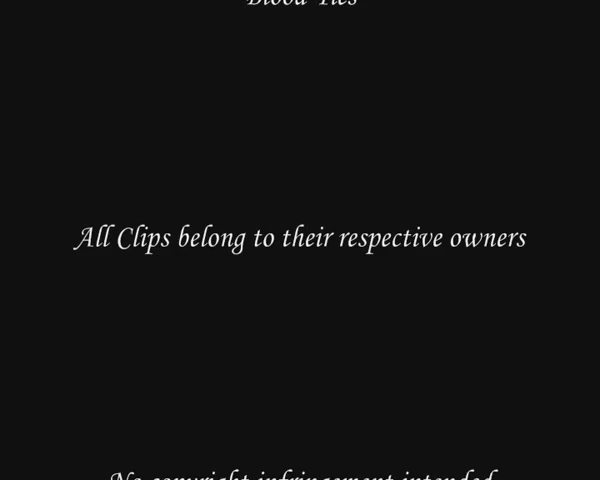 Blood Ties
All Clips belong to their respective owners
No copyright infringement intended